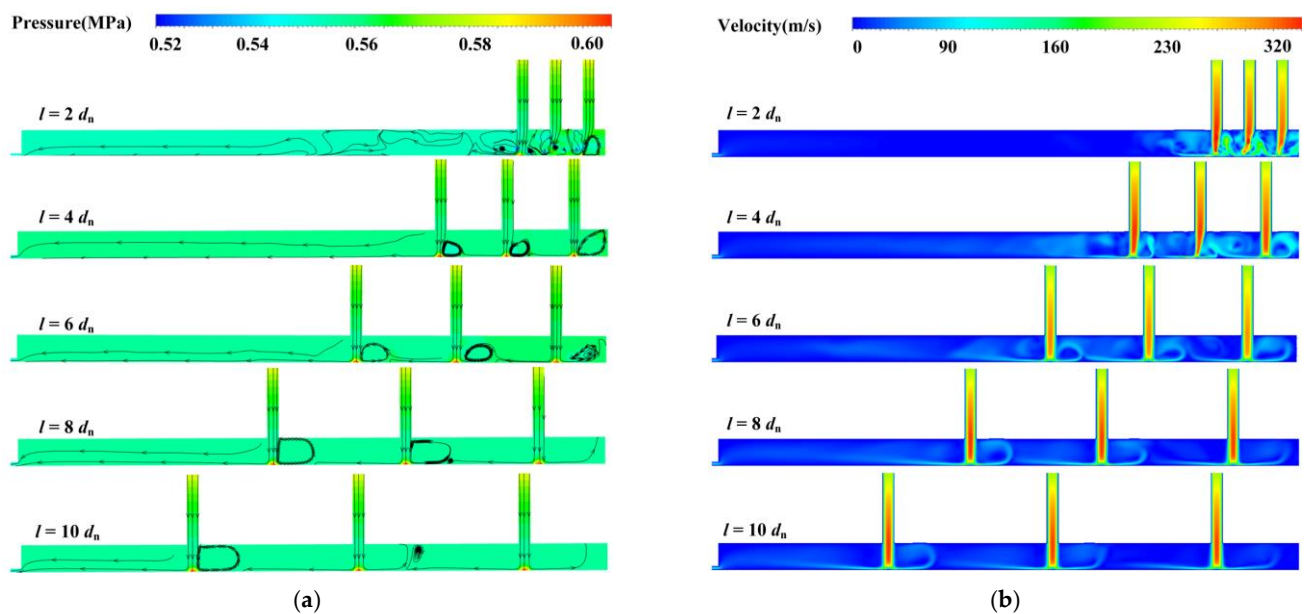 Pressure(MPa)
0.52 0.54 0.56 0.58 0.60
l = 2 dn
l = 4 dn
l = 6 dn
l = 8 dn
l = 10 dn
(a)
Velocity(m/s)
0 90 160 230 320
l = 2 dn
l = 4 dn
l = 6 dn
l = 8 dn
l = 10 dn
(b)